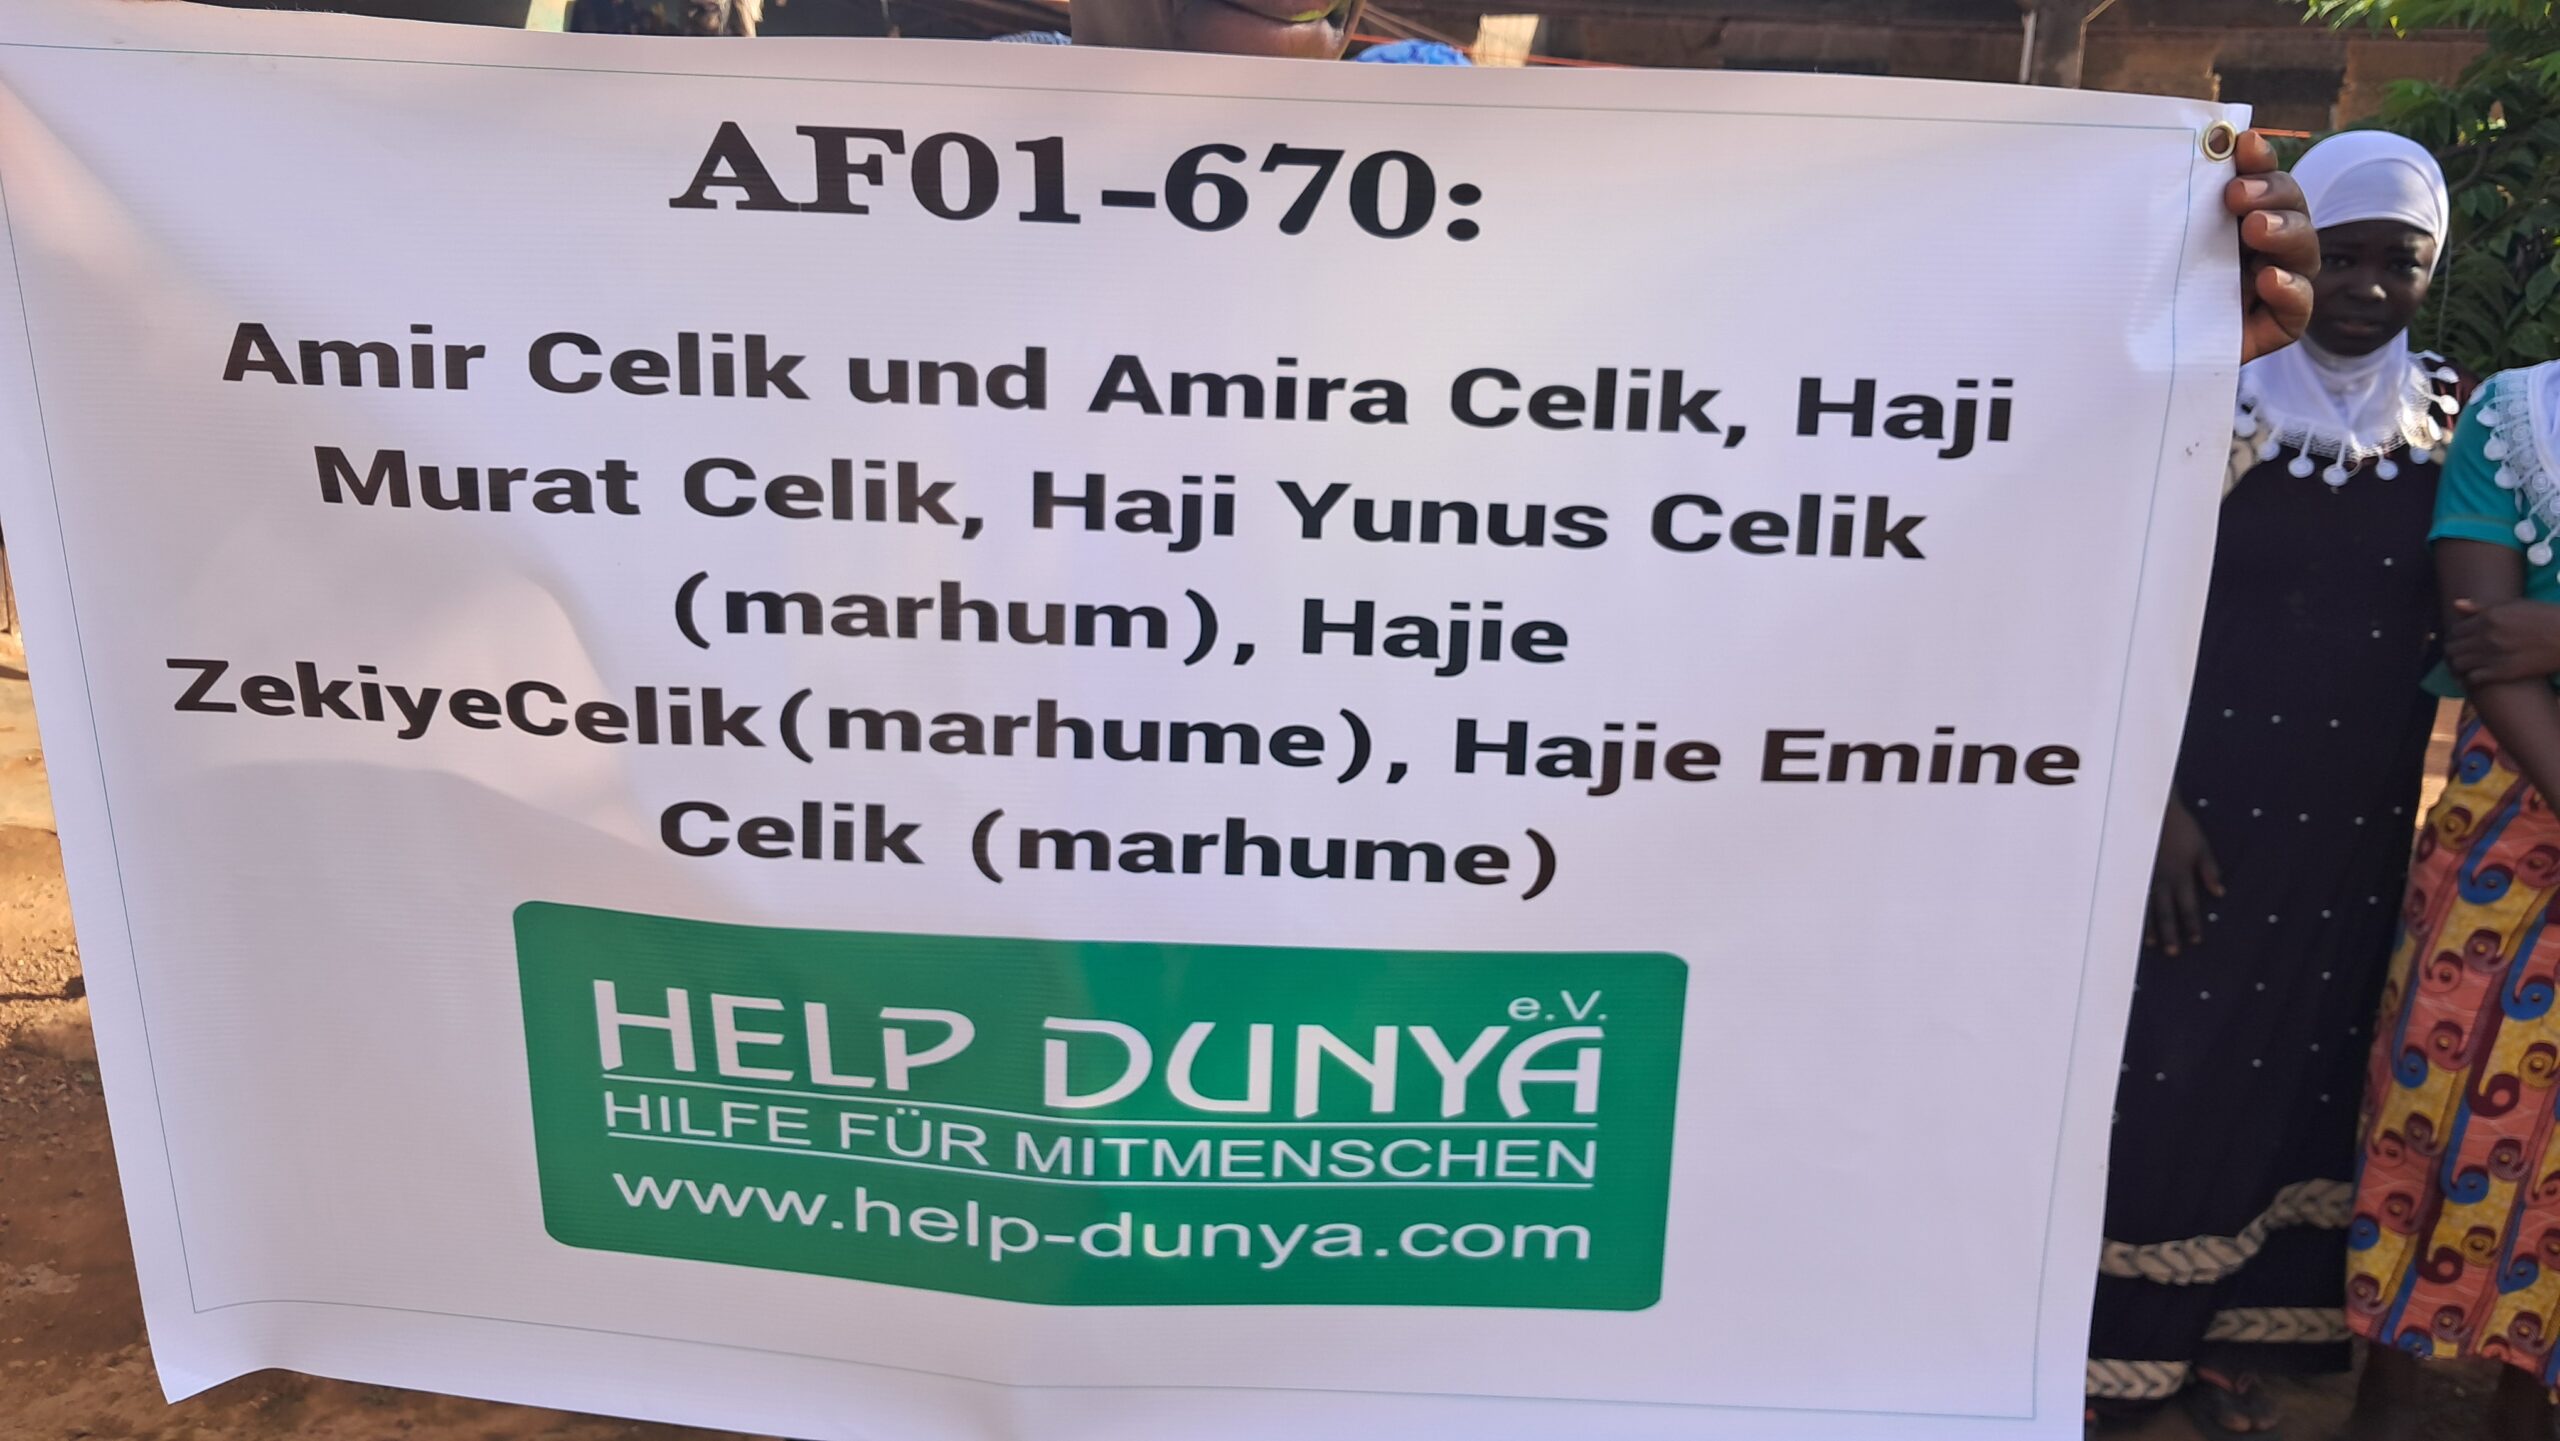 AF01-670:
Amir Celik und Amira Celik, Haji
Murat Celik, Haji Yunus Celik
(marhum), Hajie
ZekiyeCelik(marhume), Hajie Emine
Celik (marhume)
HELP DUNYA e.V.
HILFE FÜR MITMENSCHEN
www.help-dunya.com